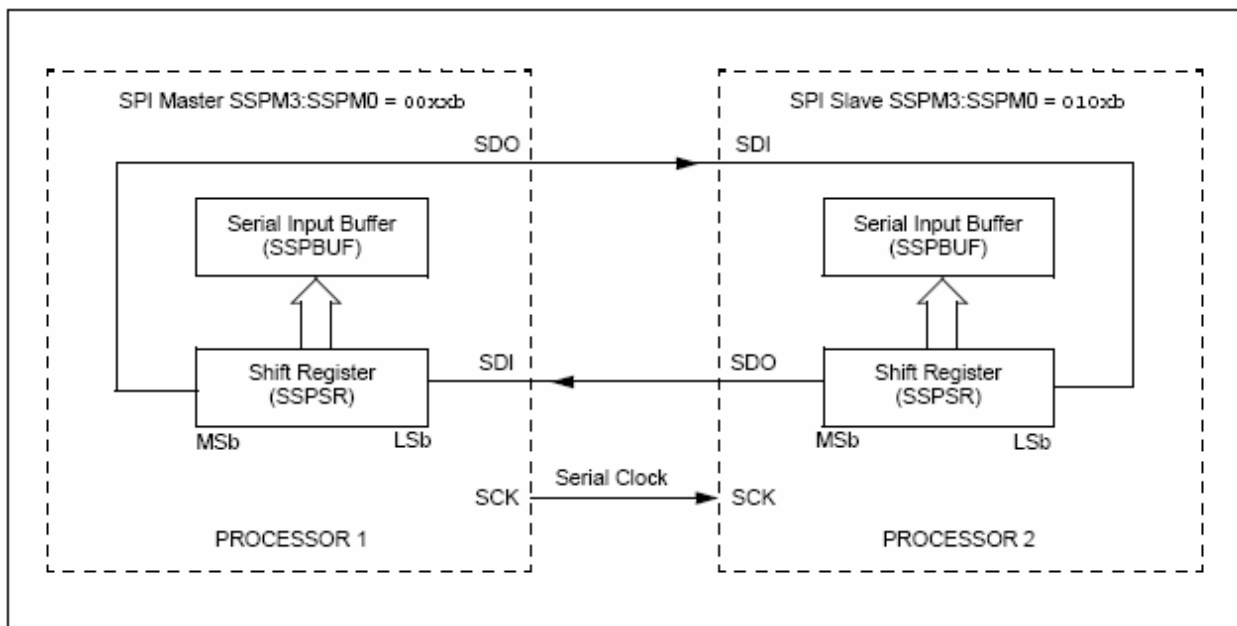 SPI Master SSPM3:SSPM0 = 00xxb
SPI Slave SSPM3:SSPM0 = 010xb
SDO
SDI
Serial Input Buffer
(SSPBUF)
Serial Input Buffer
(SSPBUF)
Shift Register
(SSPSR)
SDI
SDO
Shift Register
(SSPSR)
MSb
LSb
MSb
LSb
Serial Clock
SCK
SCK
PROCESSOR 1
PROCESSOR 2